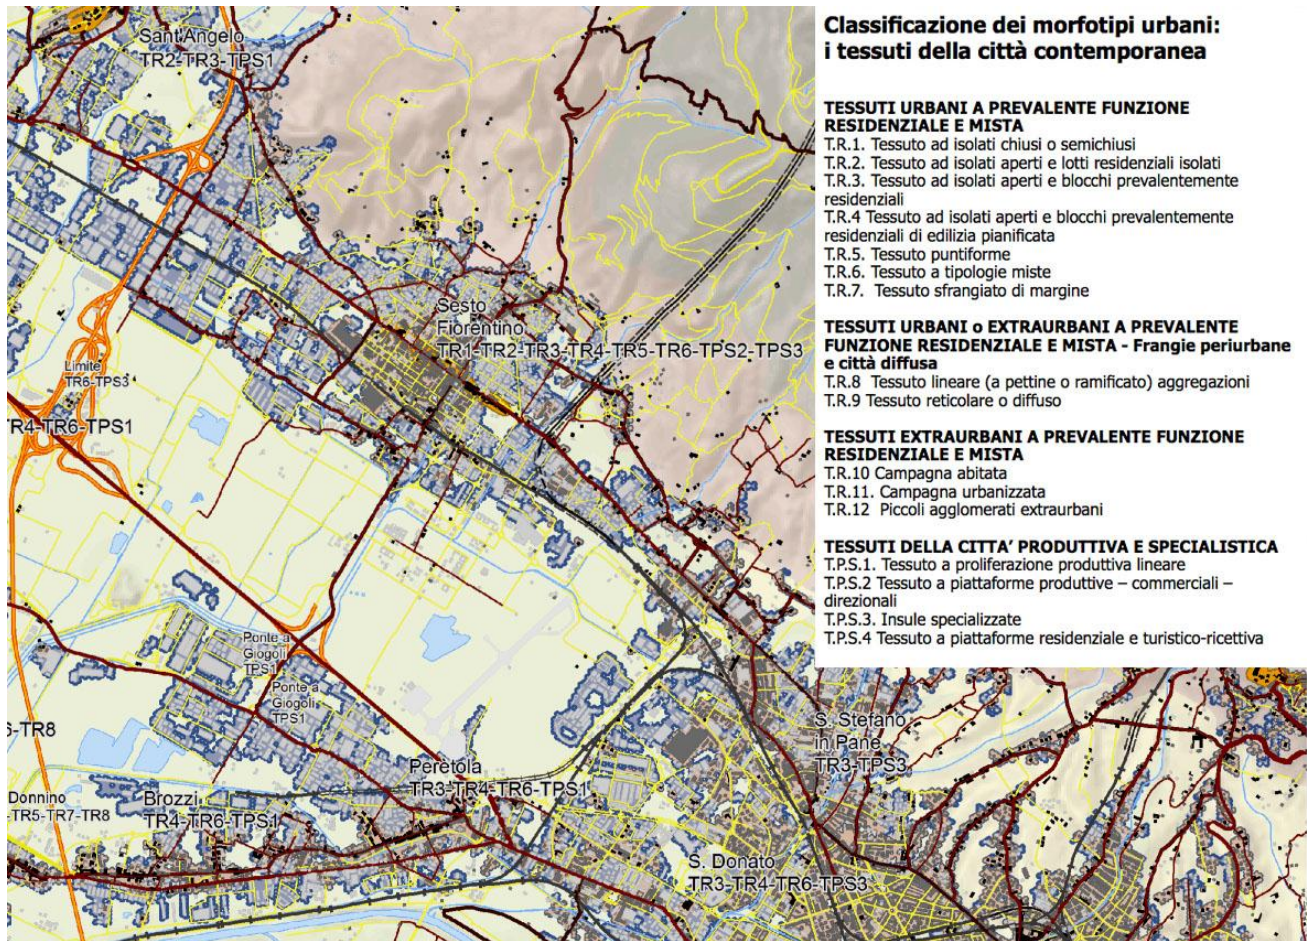 Classificazione dei morfotipi urbani:
i tessuti della città contemporanea
TESSUTI URBANI A PREVALENTE FUNZIONE
RESIDENZIALE E MISTA
T.R.1. Tessuto ad isolati chiusi o semichiusi
T.R.2. Tessuto ad isolati aperti e lotti residenziali isolati
T.R.3. Tessuto ad isolati aperti e blocchi prevalentemente
residenziali
T.R.4 Tessuto ad isolati aperti e blocchi prevalentemente
residenziali di edilizia pianificata
T.R.5. Tessuto puntiforme
T.R.6. Tessuto a tipologie miste
T.R.7. Tessuto sfrangiato di margine
TESSUTI URBANI o EXTRAURBANI A PREVALENTE
FUNZIONE RESIDENZIALE E MISTA - Frangie periurbane
e città diffusa
T.R.8 Tessuto lineare (a pettine o ramificato) aggregazioni
T.R.9 Tessuto reticolare o diffuso
TESSUTI EXTRAURBANI A PREVALENTE FUNZIONE
RESIDENZIALE E MISTA
T.R.10 Campagna abitata
T.R.11. Campagna urbanizzata
T.R.12 Piccoli agglomerati extraurbani
TESSUTI DELLA CITTA' PRODUTTIVA E SPECIALISTICA
T.P.S.1. Tessuto a proliferazione produttiva lineare
T.P.S.2 Tessuto a piattaforme produttive – commerciali –
direzionali
T.P.S.3. Insule specializzate
T.P.S.4 Tessuto a piattaforme residenziale e turistico-ricettiva
Sant'Angelo
TR2-TR3-TPS1
Sesto
Fiorentino
TR1-TR2-TR3-TR4-TR5-TR6-TPS2-TPS3
Limite
TR6-TPS3
TR4-TR6-TPS1
Ponte a
Giogoli
TPS1
Ponte a
Giogoli
TPS1
-TR8
S. Stefano
in Pane
TR3-TPS3
Perètola
TR3-TR4-TR6-TPS1
Donnino
-TR5-TR7-TR8
Brozzi
TR4-TR6-TPS1
S. Donato
TR3-TR4-TR6-TPS3